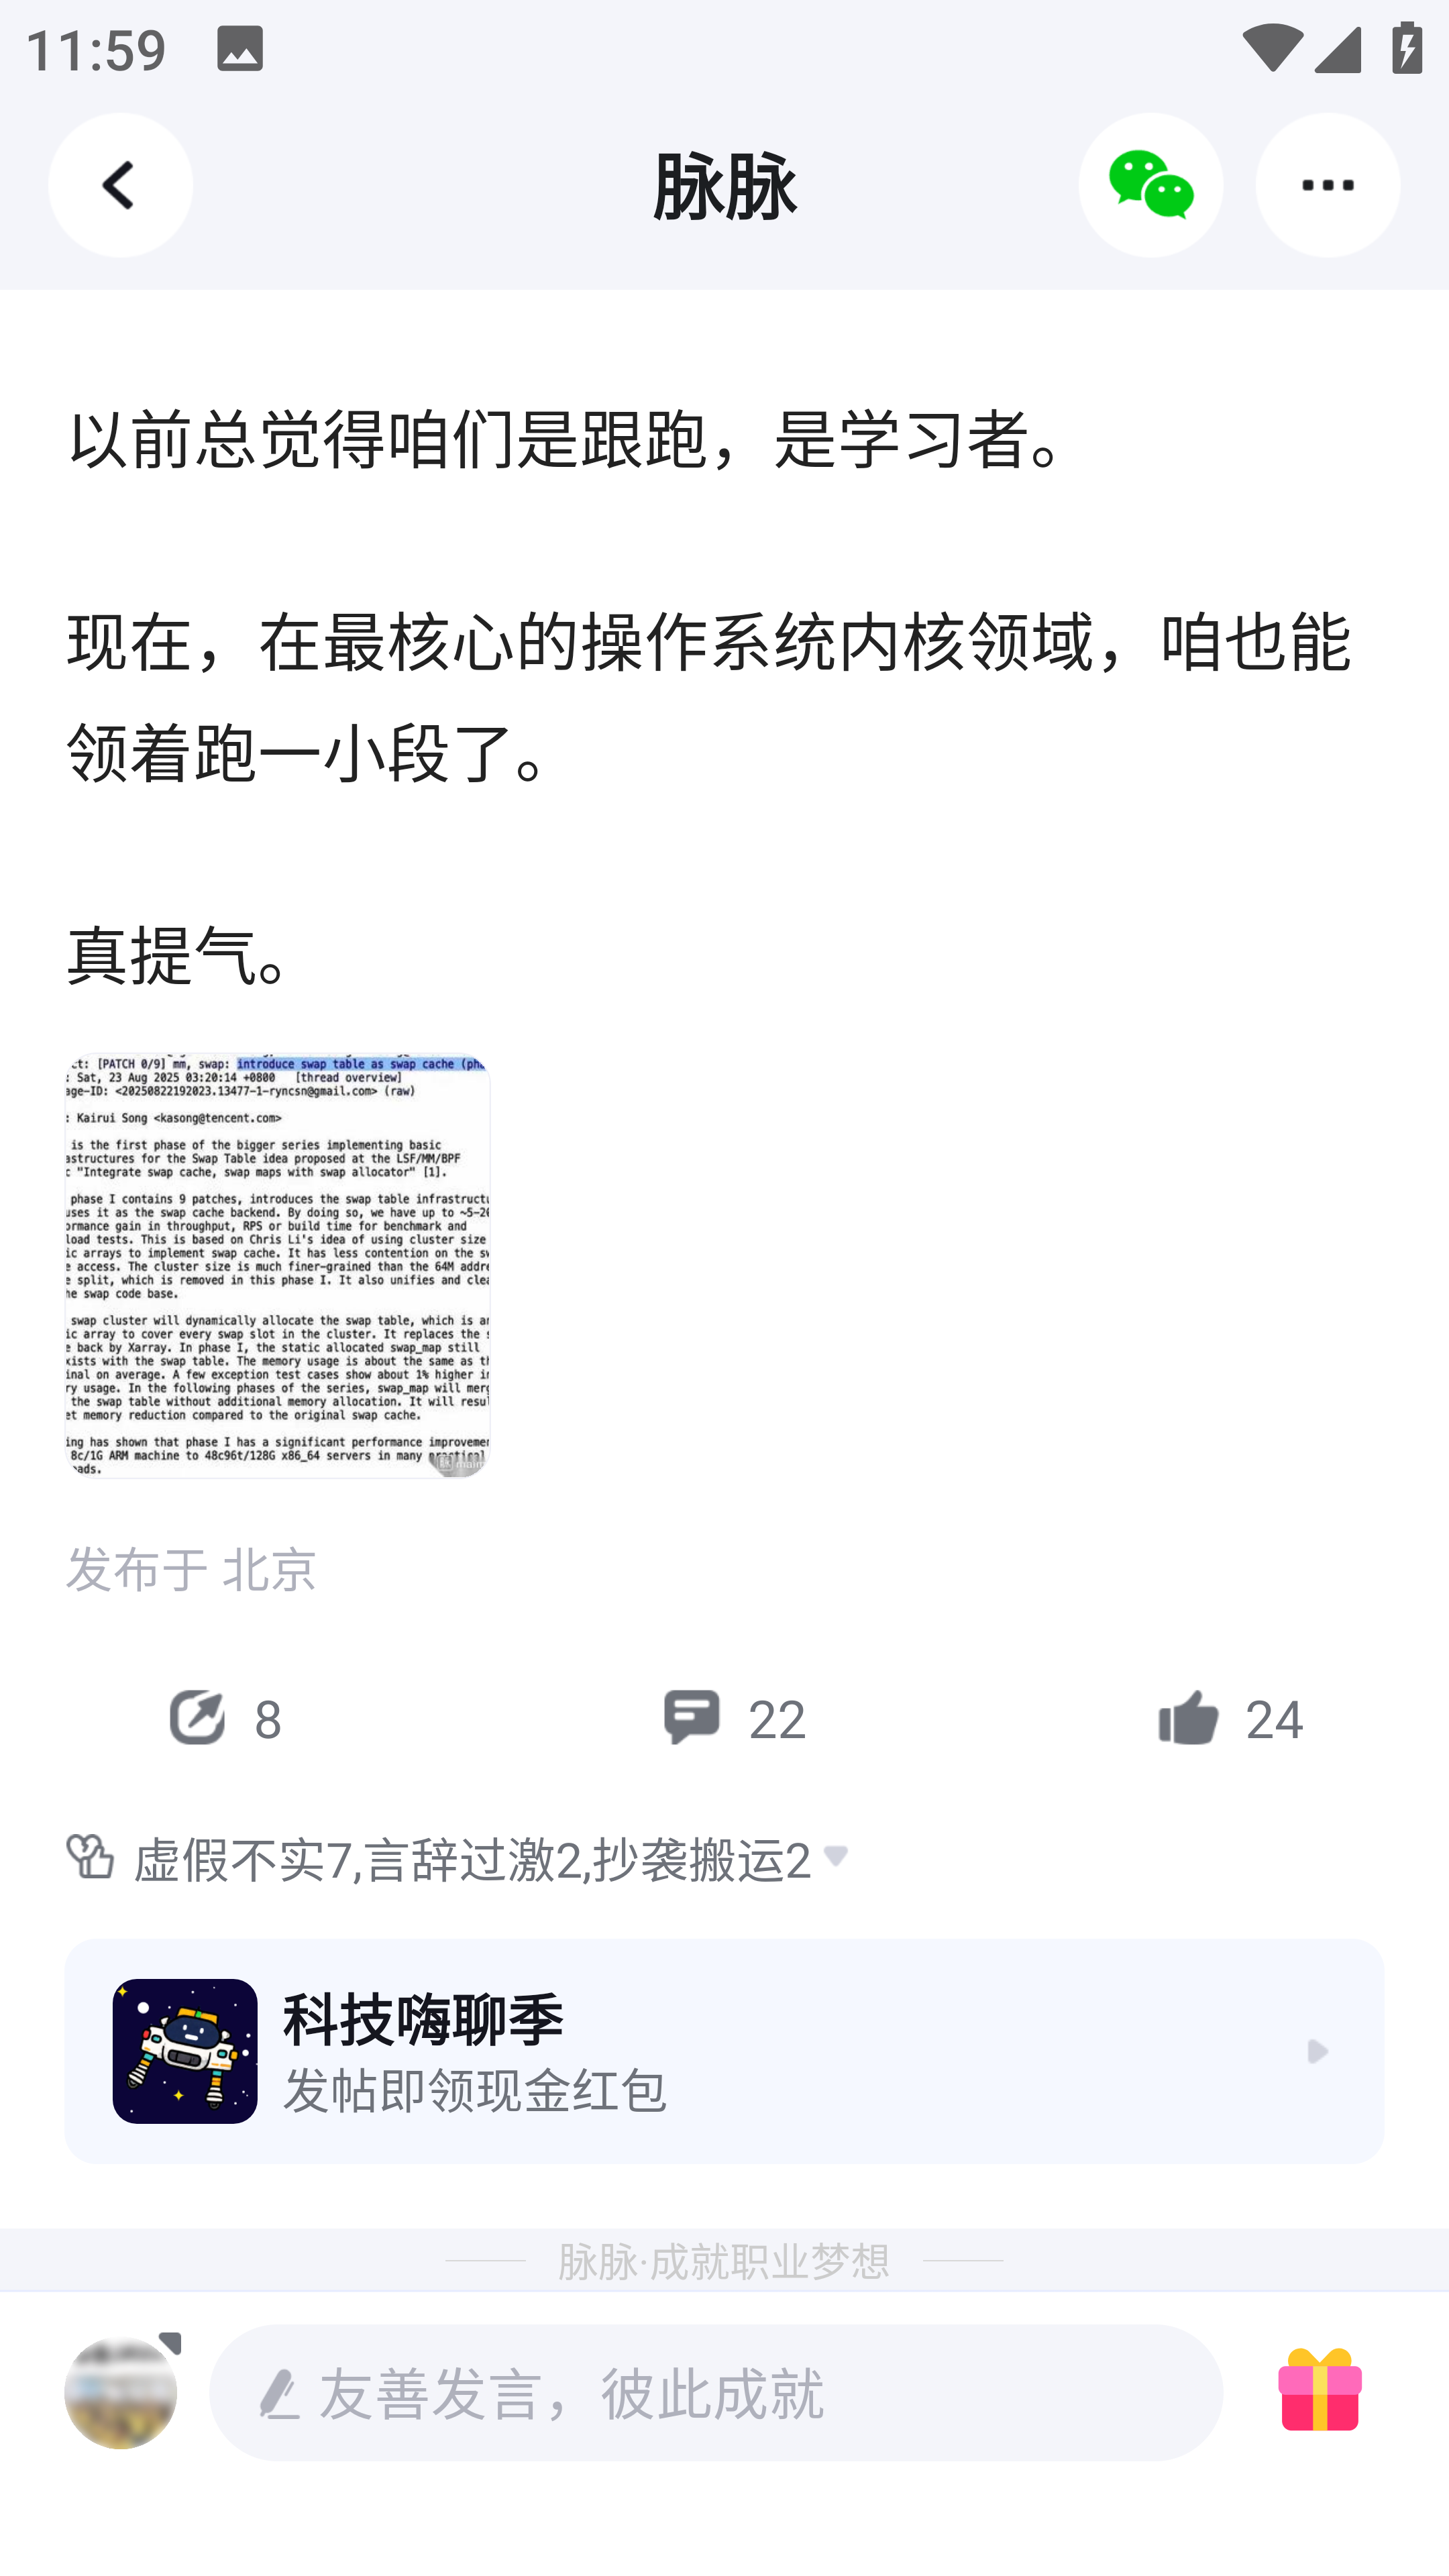 11:59
脉脉
以前总觉得咱们是跟跑，是学习者。
现在，在最核心的操作系统内核领域，咱也能
领着跑一小段了。
真提气。
ct: [PATCH 0/9] mm, swap: introduce swap table as swap cache (pha
: Sat, 23 Aug 2025 03:20:14 +0800 [thread overview]
age-ID: <20250822192023.13477-1-ryncsn@gmail.com> (raw)
: Kairui Song <kasong@tencent.com>
is the first phase of the bigger series implementing basic
astructures for the Swap Table idea proposed at the LSF/MM/BPF
c "Integrate swap cache, swap maps with swap allocator" [1].
phase I contains 9 patches, introduces the swap table infrastructu
uses it as the swap cache backend. By doing so, we have up to ~5-20
ormance gain in throughput, RPS or build time for benchmark and
load tests. This is based on Chris Li's idea of using cluster size
ic arrays to implement swap cache. It has less contention on the sw
e access. The cluster size is much finer-grained than the 64M addre
e split, which is removed in this phase I. It also unifies and clea
he swap code base.
swap cluster will dynamically allocate the swap table, which is an
ic array to cover every swap slot in the cluster. It replaces the s
e back by Xarray. In phase I, the static allocated swap_map still
xists with the swap table. The memory usage is about the same as th
inal on average. A few exception test cases show about 1% higher in
ry usage. In the following phases of the series, swap_map will merg
the swap table without additional memory allocation. It will resul
et memory reduction compared to the original swap cache.
ing has shown that phase I has a significant performance improvemen
8c/1G ARM machine to 48c96t/128G x86_64 servers in many practical
oads.
发布于 北京
8
22
24
虚假不实7,言辞过激2,抄袭搬运2
科技嗨聊季
发帖即领现金红包
脉脉·成就职业梦想
友善发言，彼此成就